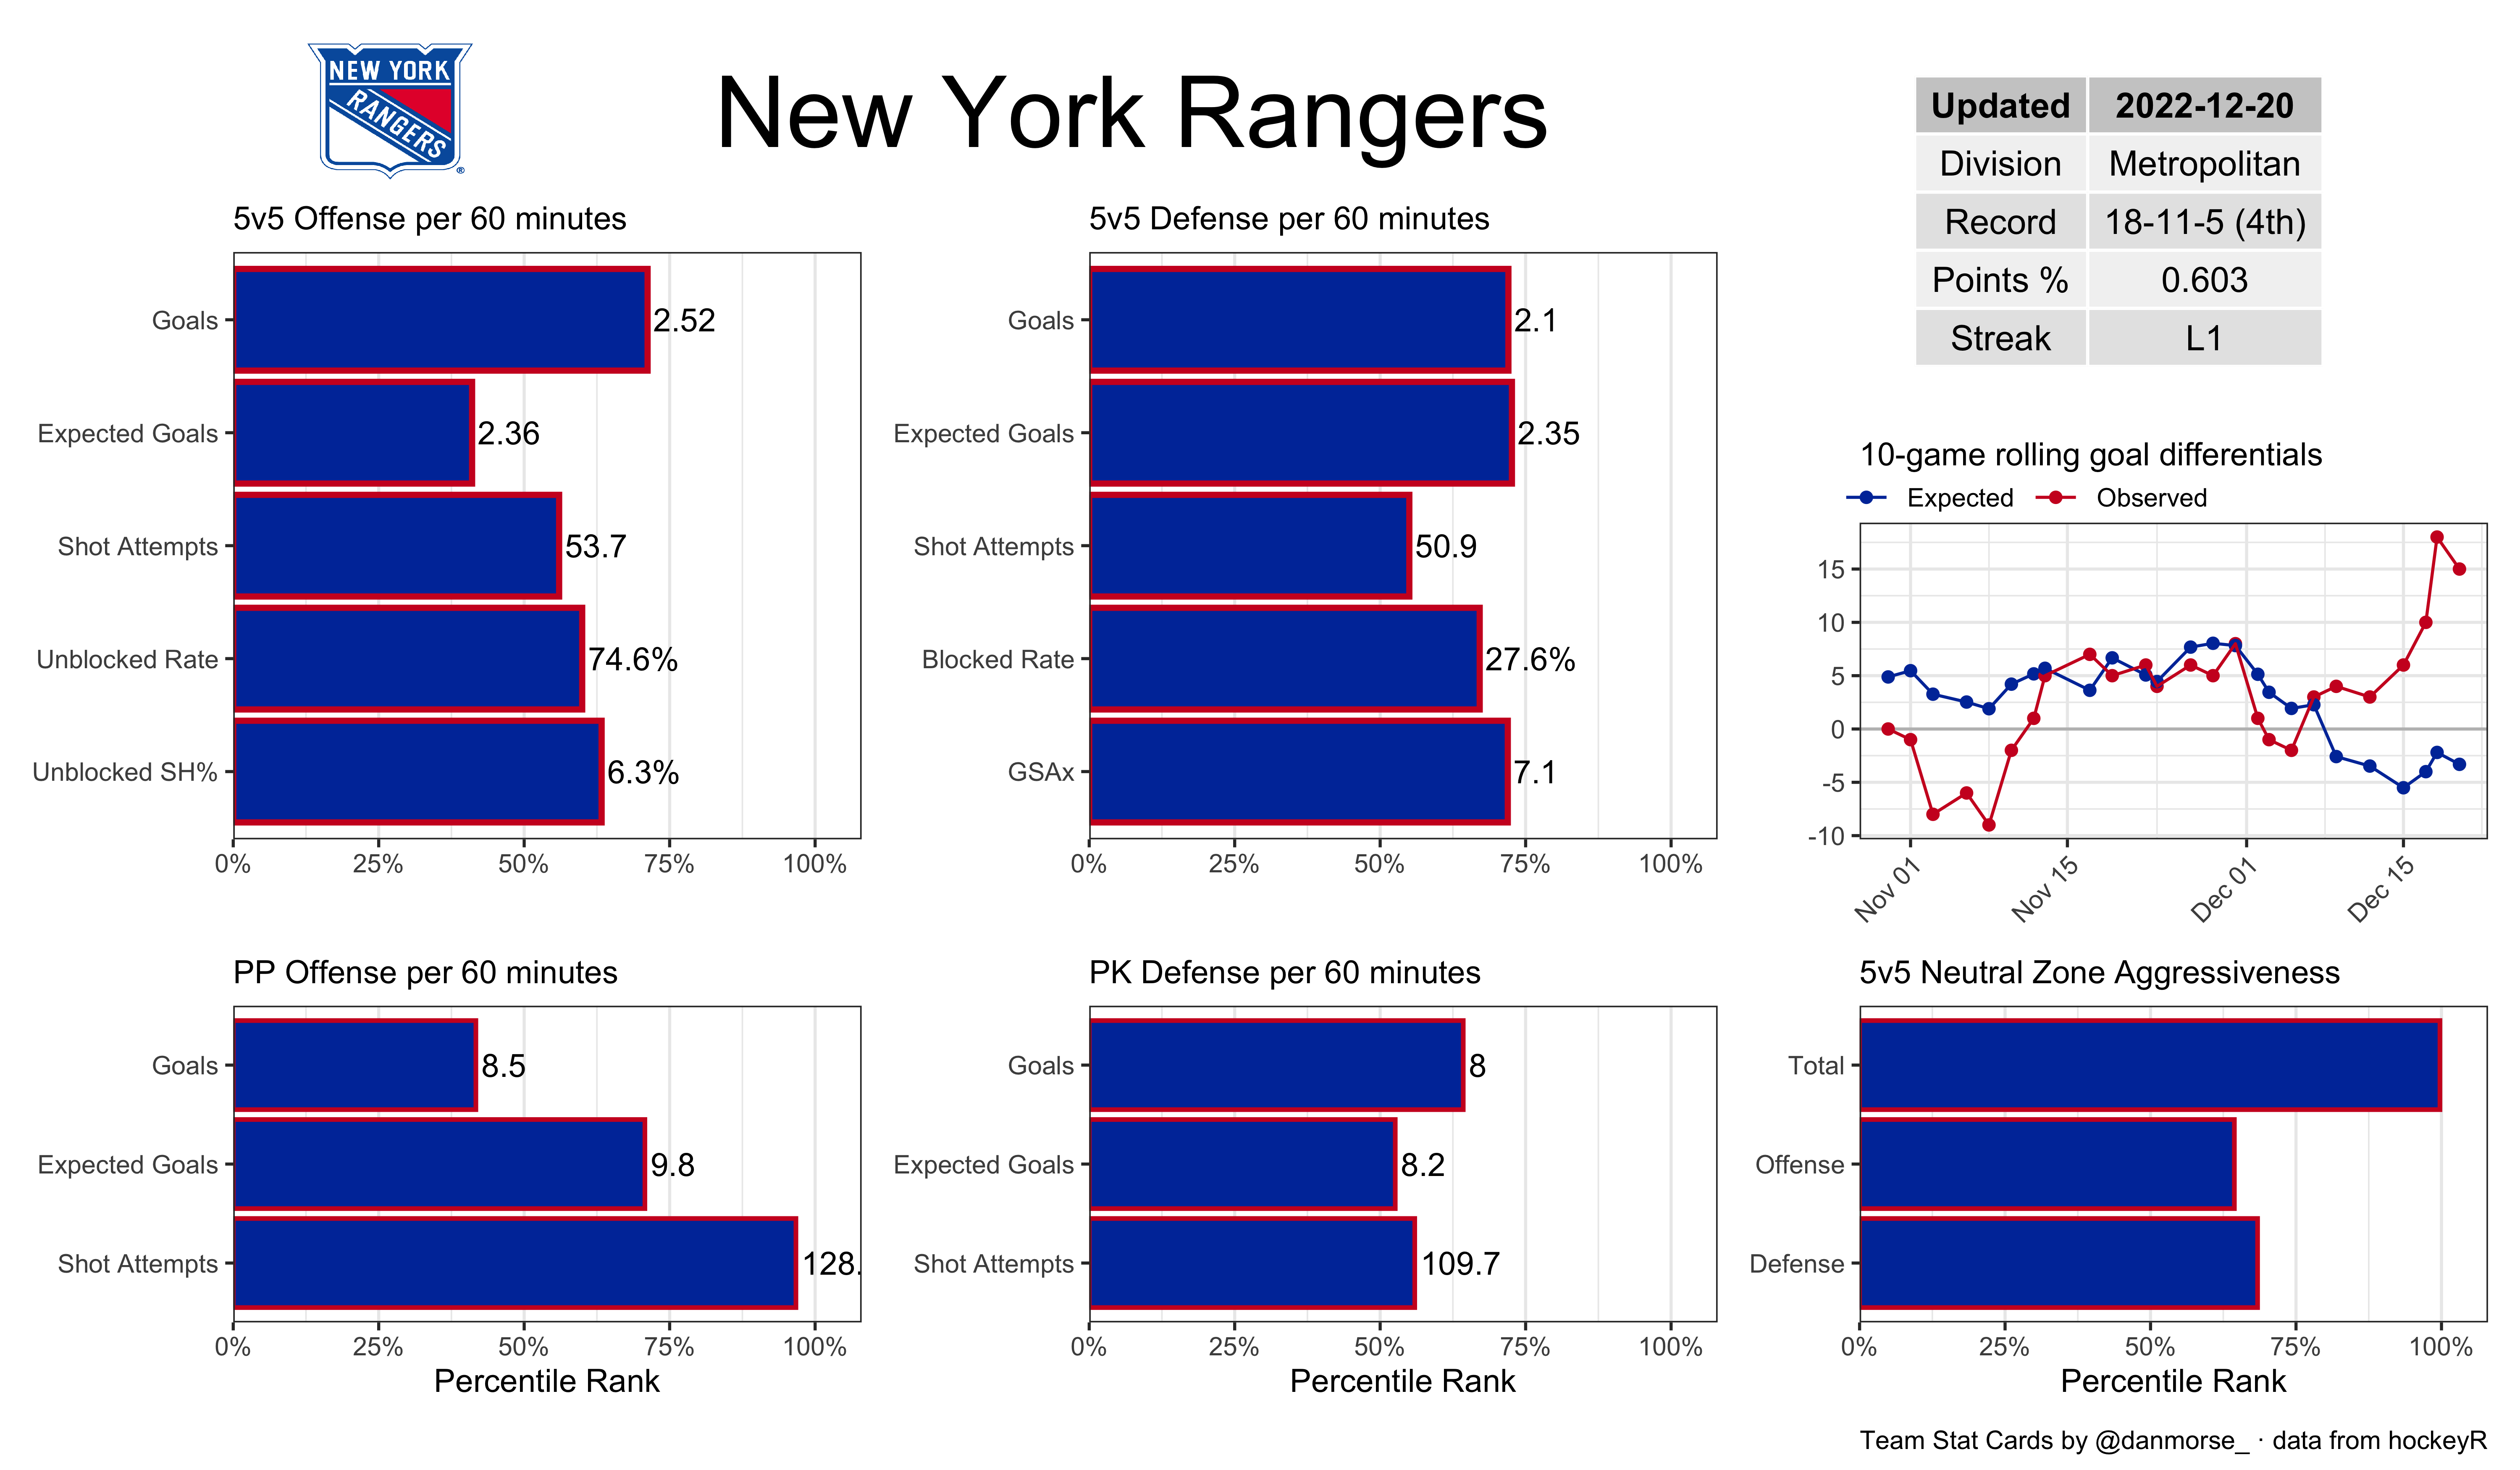 NEW YORK
RANGERS
®
New York Rangers
Updated 2022-12-20
Division Metropolitan
Record 18-11-5 (4th)
Points % 0.603
Streak L1
5v5 Offense per 60 minutes
Goals 2.52
Expected Goals 2.36
Shot Attempts 53.7
Unblocked Rate 74.6%
Unblocked SH% 6.3%
0% 25% 50% 75% 100%
5v5 Defense per 60 minutes
Goals 2.1
Expected Goals 2.35
Shot Attempts 50.9
Blocked Rate 27.6%
GSAx 7.1
0% 25% 50% 75% 100%
10-game rolling goal differentials
Expected Observed
15
10
5
0
-5
-10
Nov 01 Nov 15 Dec 01 Dec 15
PP Offense per 60 minutes
Goals 8.5
Expected Goals 9.8
Shot Attempts 128.
0% 25% 50% 75% 100%
Percentile Rank
PK Defense per 60 minutes
Goals 8
Expected Goals 8.2
Shot Attempts 109.7
0% 25% 50% 75% 100%
Percentile Rank
5v5 Neutral Zone Aggressiveness
Total
Offense
Defense
0% 25% 50% 75% 100%
Percentile Rank
Team Stat Cards by @danmorse_ · data from hockeyR